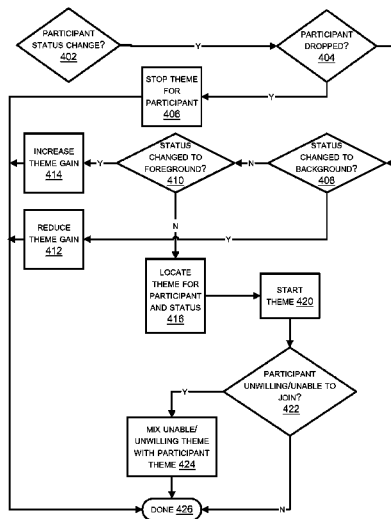 PARTICIPANT
STATUS CHANGE?
402
Y
PARTICIPANT
DROPPED?
404
STOP THEME
FOR
PARTICIPANT
406
Y
INCREASE
THEME GAIN
414
Y
STATUS
CHANGED TO
FOREGROUND?
410
N
STATUS
CHANGED TO
BACKGROUND?
408
REDUCE
THEME GAIN
412
Y
N
LOCATE
THEME FOR
PARTICIPANT
AND STATUS
416
START
THEME 420
PARTICIPANT
UNWILLING/UNABLE TO
JOIN?
422
Y
MIX UNABLE/
UNWILLING THEME
WITH PARTICIPANT
THEME 424
DONE 426
N